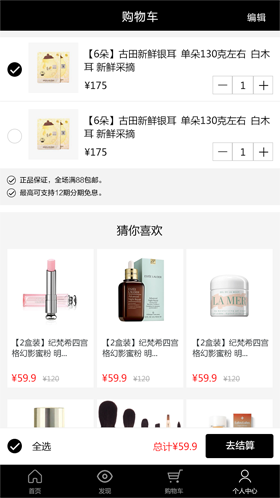 购物车
编辑
【6朵】古田新鲜银耳 单朵130克左右 白木
耳 新鲜采摘
¥175
— 1 +
【6朵】古田新鲜银耳 单朵130克左右 白木
耳 新鲜采摘
¥175
— 1 +
正品保证，全场满88包邮。
最高可支持12期分期免息。
猜你喜欢
ESTEE LAUDER
LA MER
【2盒装】纪梵希四宫
格幻影蜜粉 明...
【2盒装】纪梵希四宫
格幻影蜜粉 明...
【2盒装】纪梵希四宫
格幻影蜜粉 明...
¥59.9 ¥120
¥59.9 ¥120
¥59.9 ¥120
全选
总计¥59.9
去结算
首页
发现
购物车
个人中心